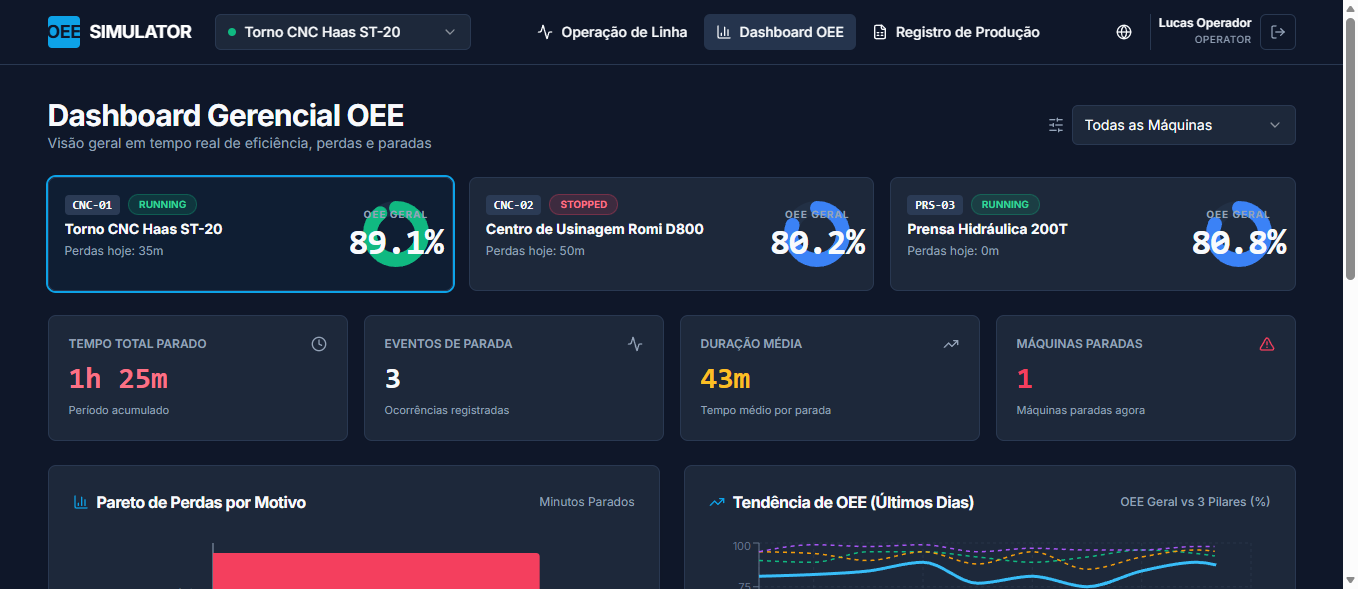 OEE SIMULATOR
Torno CNC Haas ST-20
Operação de Linha
Dashboard OEE
Registro de Produção
Lucas Operador
OPERATOR
Dashboard Gerencial OEE
Visão geral em tempo real de eficiência, perdas e paradas
Todas as Máquinas
CNC-01 RUNNING
Torno CNC Haas ST-20
Perdas hoje: 35m
OEE GERAL
89.1%
CNC-02 STOPPED
Centro de Usinagem Romi D800
Perdas hoje: 50m
OEE GERAL
80.2%
PRS-03 RUNNING
Prensa Hidráulica 200T
Perdas hoje: 0m
OEE GERAL
80.8%
TEMPO TOTAL PARADO
1h 25m
Período acumulado
EVENTOS DE PARADA
3
Ocorrências registradas
DURAÇÃO MÉDIA
43m
Tempo médio por parada
MÁQUINAS PARADAS
1
Máquinas paradas agora
Pareto de Perdas por Motivo
Minutos Parados
Tendência de OEE (Últimos Dias)
OEE Geral vs 3 Pilares (%)
100
75